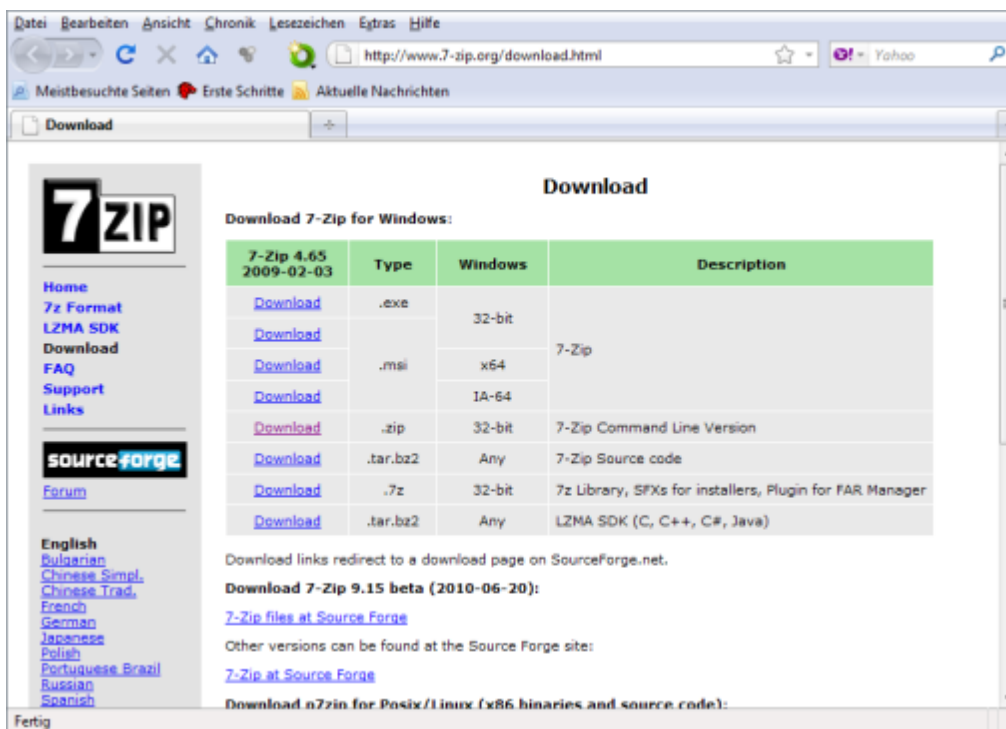 Datei Bearbeiten Ansicht Chronik Lesezeichen Extras Hilfe
http://www.7-zip.org/download.html
Yahoo
Meistbesuchte Seiten Erste Schritte Aktuelle Nachrichten
Download
7ZIP
Home
7z Format
LZMA SDK
Download
FAQ
Support
Links
sourceforge
Forum
English
Bulgarian
Chinese Simpl.
Chinese Trad.
French
German
Japanese
Polish
Portuguese Brazil
Russian
Spanish
Download
Download 7-Zip for Windows:
7-Zip 4.65 2009-02-03 Type Windows Description
Download .exe 32-bit 7-Zip
Download
Download .msi x64
Download IA-64
Download .zip 32-bit 7-Zip Command Line Version
Download .tar.bz2 Any 7-Zip Source code
Download .7z 32-bit 7z Library, SFXs for installers, Plugin for FAR Manager
Download .tar.bz2 Any LZMA SDK (C, C++, C#, Java)
Download links redirect to a download page on SourceForge.net.
Download 7-Zip 9.15 beta (2010-06-20):
7-Zip files at Source Forge
Other versions can be found at the Source Forge site:
7-Zip at Source Forge
Download p7zip for Posix/Linux (x86 binaries and source code):
Fertig